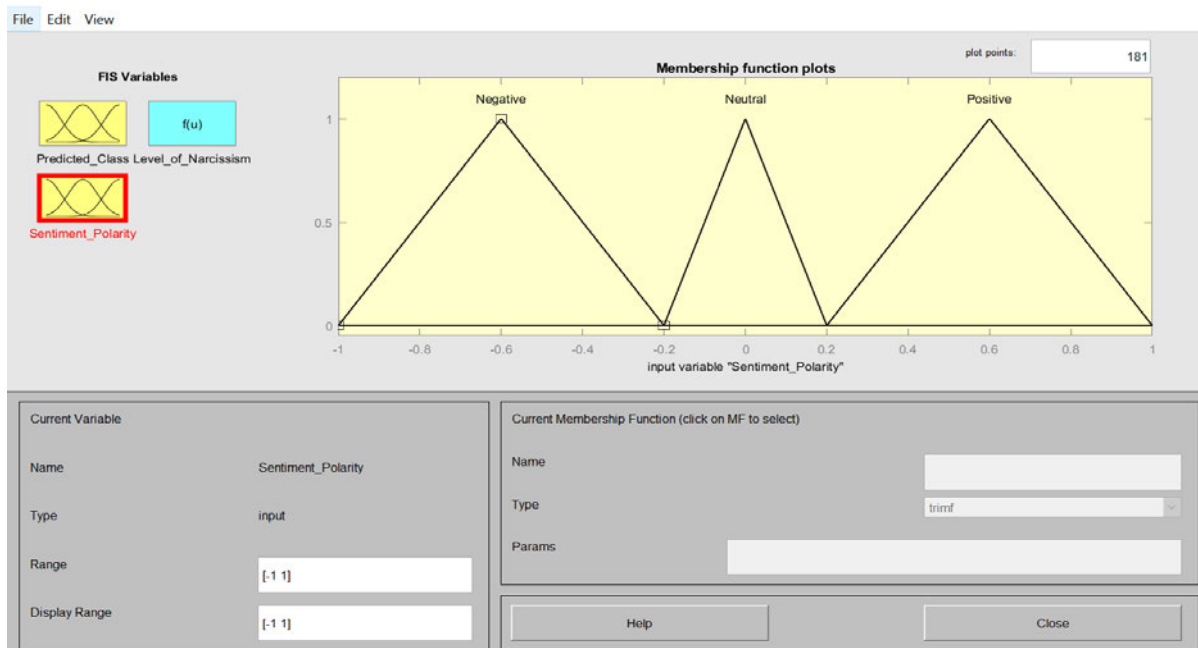 File Edit View
FIS Variables
f(u)
Predicted_Class Level_of_Narcissism
Sentiment_Polarity
plot points: 181
Membership function plots
Negative Neutral Positive
1
0.5
0
-1 -0.8 -0.6 -0.4 -0.2 0 0.2 0.4 0.6 0.8 1
input variable "Sentiment_Polarity"
Current Variable
Name Sentiment_Polarity
Type input
Range [-1 1]
Display Range [-1 1]
Current Membership Function (click on MF to select)
Name
Type trimf
Params
Help Close